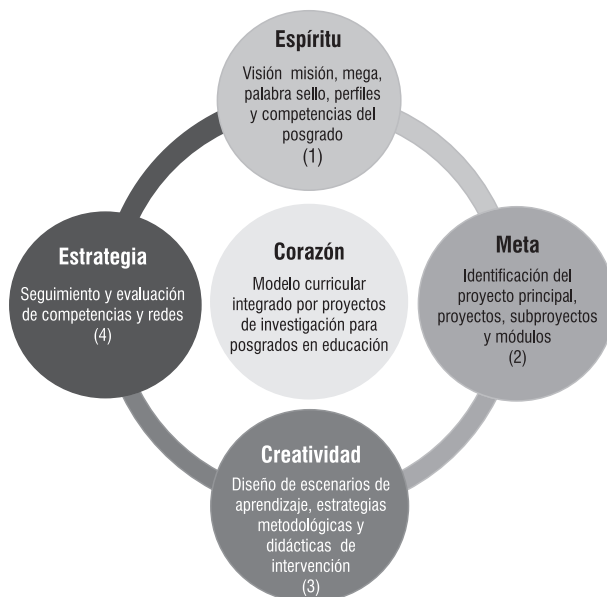 Espíritu
Visión misión, mega,
palabra sello, perfiles
y competencias del
posgrado
(1)
Meta
Identificación del
proyecto principal,
proyectos, subproyectos
y módulos
(2)
Creatividad
Diseño de escenarios de
aprendizaje, estrategias
metodológicas y
didácticas de
intervención
(3)
Estrategia
Seguimiento y evaluación
de competencias y redes
(4)
Corazón
Modelo curricular
integrado por proyectos
de investigación para
posgrados en educación